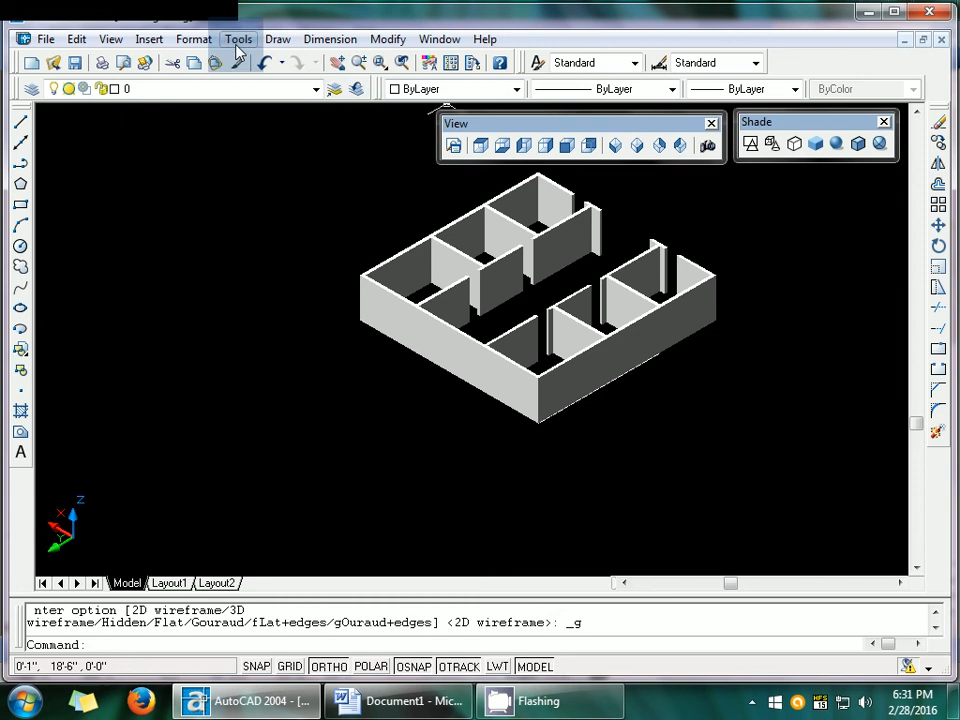 File Edit View Insert Format Tools Draw Dimension Modify Window Help
Standard Standard
0 ByLayer ByLayer ByLayer ByColor
View
Shade
A
Z
X
Y
Model Layout1 Layout2
nter option [2D wireframe/3D
wireframe/Hidden/Flat/Gouraud/fLat+edges/gOuraud+edges] <2D wireframe>: _g
Command:
0'-1", 18'-6", 0'-0" SNAP GRID ORTHO POLAR OSNAP OTRACK LWT MODEL
AutoCAD 2004 - [... Document1 - Mic... Flashing
6:31 PM
2/28/2016